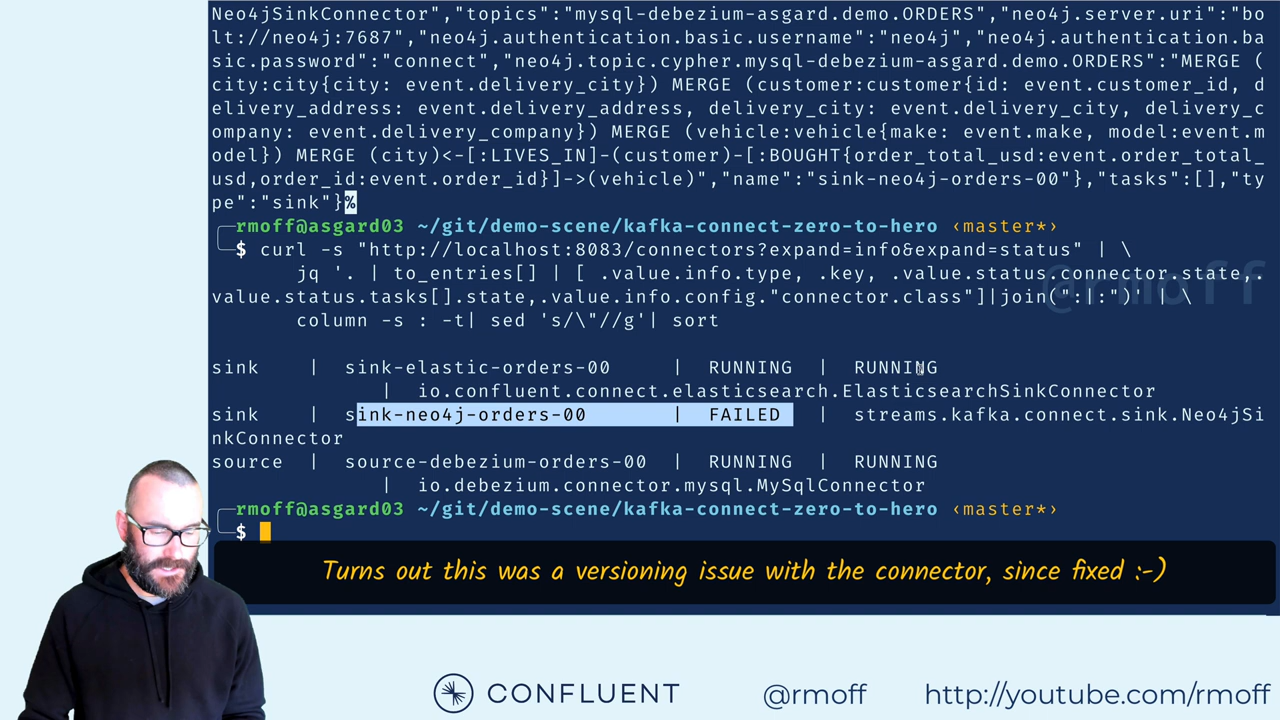 Neo4jSinkConnector","topics":"mysql-debezium-asgard.demo.ORDERS","neo4j.server.uri":"bo
lt://neo4j:7687","neo4j.authentication.basic.username":"neo4j","neo4j.authentication.ba
sic.password":"connect","neo4j.topic.cypher.mysql-debezium-asgard.demo.ORDERS":"MERGE (
city:city{city: event.delivery_city}) MERGE (customer:customer{id: event.customer_id, d
elivery_address: event.delivery_address, delivery_city: event.delivery_city, delivery_c
ompany: event.delivery_company}) MERGE (vehicle:vehicle{make: event.make, model:event.m
odel}) MERGE (city)<-[:LIVES_IN]-(customer)-[:BOUGHT{order_total_usd:event.order_total_
usd,order_id:event.order_id}]->(vehicle)","name":"sink-neo4j-orders-00"},"tasks":[],"ty
pe":"sink"}%
rmoff@asgard03 ~/git/demo-scene/kafka-connect-zero-to-hero ‹master*›
$ curl -s "http://localhost:8083/connectors?expand=info&expand=status" | \
jq '. | to_entries[] | [ .value.info.type, .key, .value.status.connector.state,.
value.status.tasks[].state,.value.info.config."connector.class"]|join(":|:")' | \
column -s : -t| sed 's/\"//g'| sort
@rmoff
sink | sink-elastic-orders-00 | RUNNING | RUNNING
| io.confluent.connect.elasticsearch.ElasticsearchSinkConnector
sink | sink-neo4j-orders-00 | FAILED | streams.kafka.connect.sink.Neo4jSi
nkConnector
source | source-debezium-orders-00 | RUNNING | RUNNING
| io.debezium.connector.mysql.MySqlConnector
rmoff@asgard03 ~/git/demo-scene/kafka-connect-zero-to-hero ‹master*›
$
Turns out this was a versioning issue with the connector, since fixed :-)
CONFLUENT @rmoff http://youtube.com/rmoff